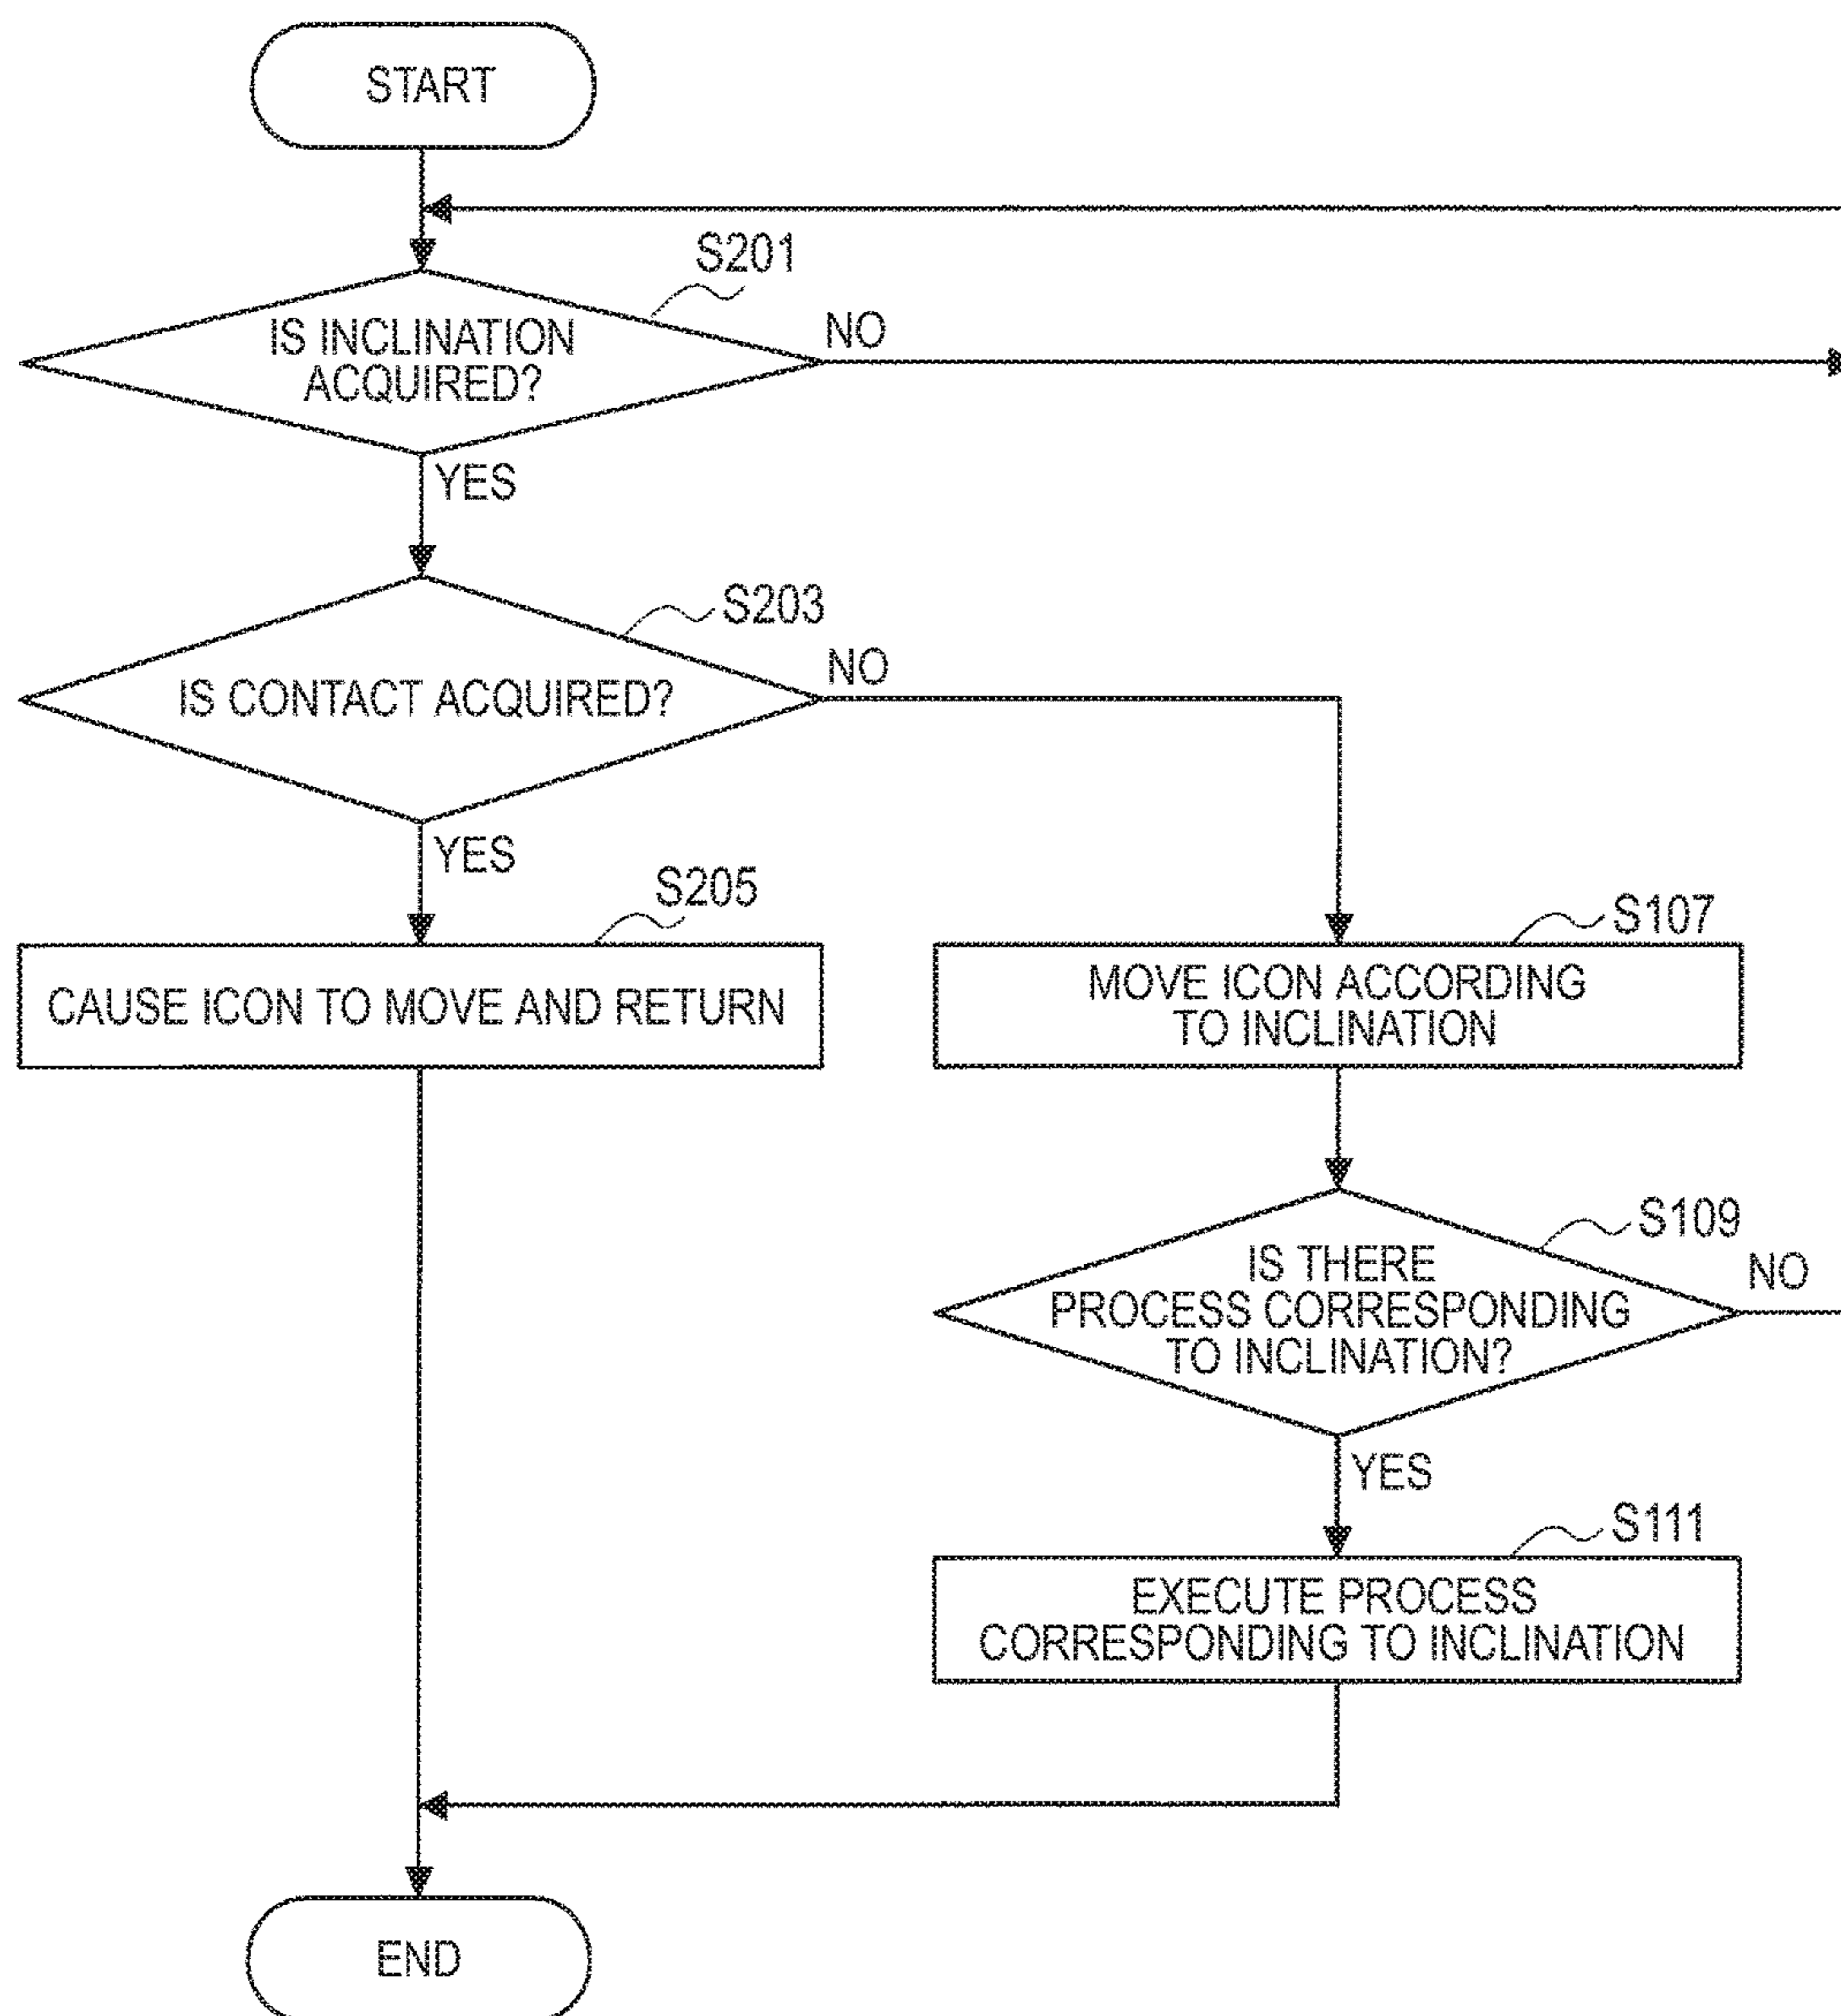 START
S201
IS INCLINATION
ACQUIRED?
NO
YES
S203
IS CONTACT ACQUIRED?
NO
YES
S205
CAUSE ICON TO MOVE AND RETURN
S107
MOVE ICON ACCORDING
TO INCLINATION
S109
IS THERE
PROCESS CORRESPONDING
TO INCLINATION?
NO
YES
S111
EXECUTE PROCESS
CORRESPONDING TO INCLINATION
END